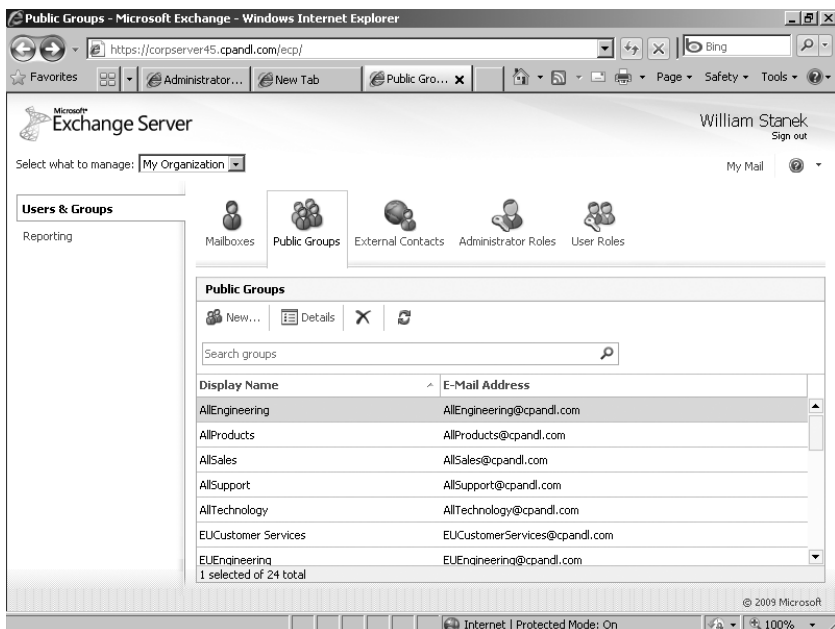 Public Groups - Microsoft Exchange - Windows Internet Explorer
https://corpserver45.cpandl.com/ecp/
Bing
Favorites
Administrator...
New Tab
Public Gro...
Page
Safety
Tools
Microsoft
Exchange Server
William Stanek
Sign out
Select what to manage: My Organization
My Mail
Users & Groups
Reporting
Mailboxes
Public Groups
External Contacts
Administrator Roles
User Roles
Public Groups
New...
Details
Search groups
Display Name
E-Mail Address
AllEngineering AllEngineering@cpandl.com
AllProducts AllProducts@cpandl.com
AllSales AllSales@cpandl.com
AllSupport AllSupport@cpandl.com
AllTechnology AllTechnology@cpandl.com
EUCustomer Services EUCustomerServices@cpandl.com
EUEngineering EUEngineering@cpandl.com
1 selected of 24 total
© 2009 Microsoft
Internet | Protected Mode: On
100%